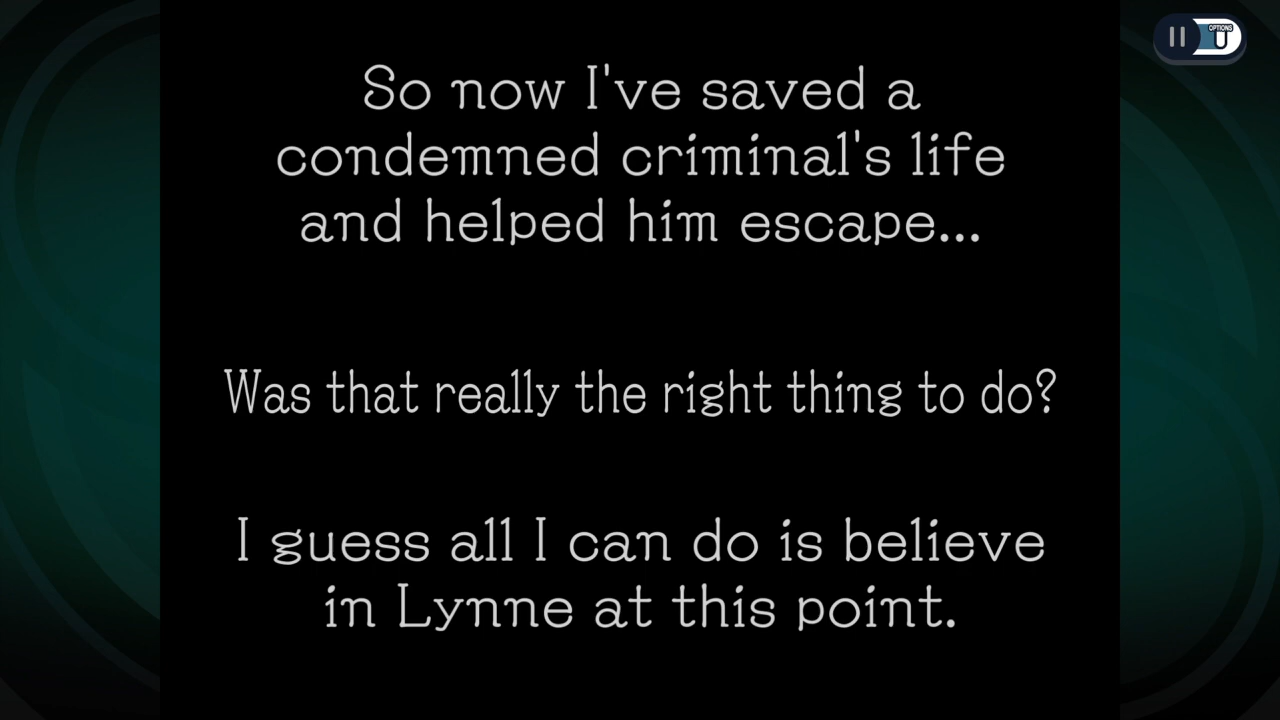 OPTIONS
So now I've saved a
condemned criminal's life
and helped him escape...
Was that really the right thing to do?
I guess all I can do is believe
in Lynne at this point.